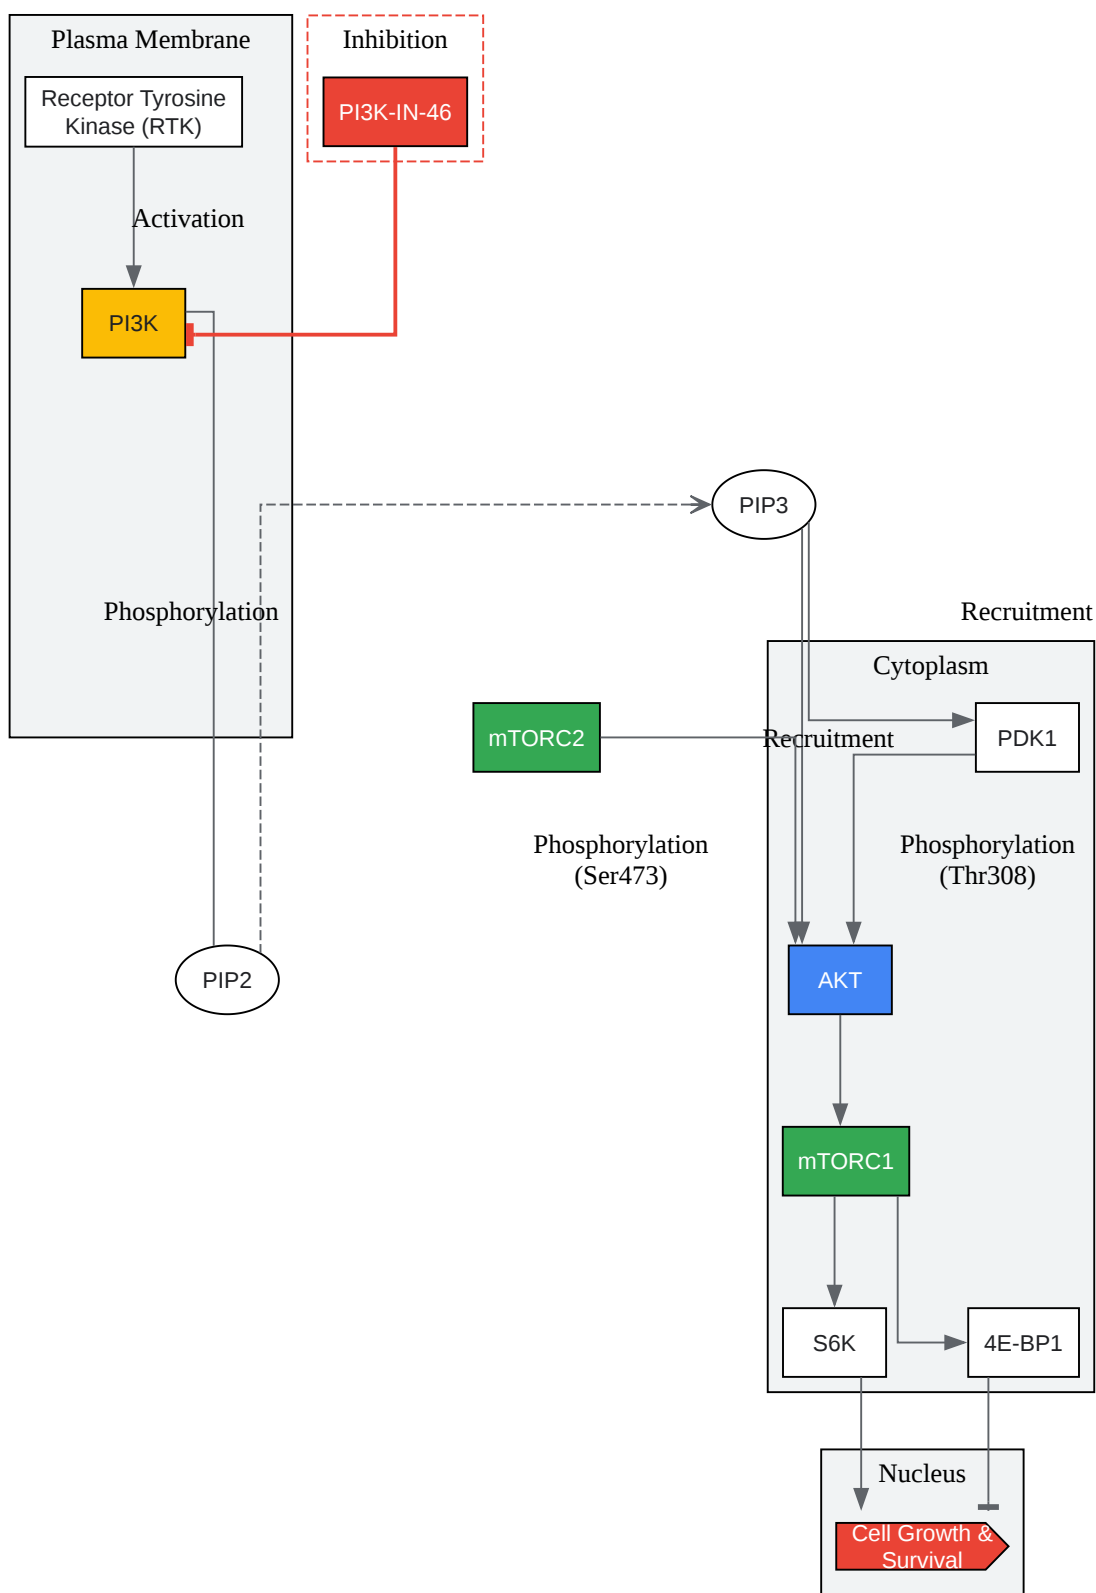 Plasma Membrane
Inhibition
Receptor Tyrosine
Kinase (RTK)
PI3K-IN-46
Activation
PI3K
PIP3
Phosphorylation
Recruitment
Cytoplasm
mTORC2
Recruitment
PDK1
Phosphorylation
(Ser473)
Phosphorylation
(Thr308)
PIP2
AKT
mTORC1
S6K
4E-BP1
Nucleus
Cell Growth &
Survival